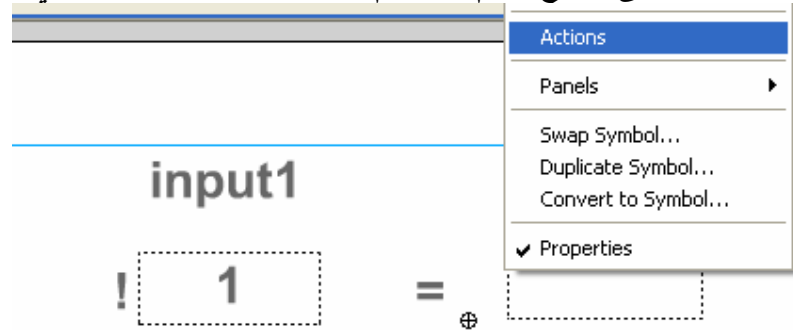 Actions
Panels
Swap Symbol...
Duplicate Symbol...
Convert to Symbol...
Properties
input1
! 1 =